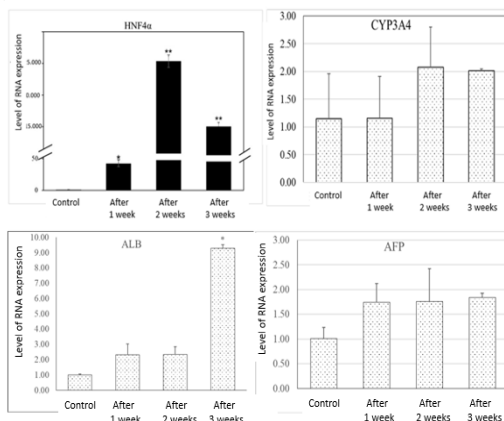 HNF4α
Level of RNA expression
5.000
0.000
5.000
50
0
*
**
**
Control
After
1 week
After
2 weeks
After
3 weeks
CYP3A4
Level of RNA expression
3.00
2.50
2.00
1.50
1.00
0.50
0.00
Control
After
1 week
After
2 weeks
After
3 weeks
ALB
Level of RNA expression
10.00
9.00
8.00
7.00
6.00
5.00
4.00
3.00
2.00
1.00
0.00
*
Control
After
1 week
After
2 weeks
After
3 weeks
AFP
Level of RNA expression
3.00
2.50
2.00
1.50
1.00
0.50
0.00
Control
After
1 week
After
2 weeks
After
3 weeks